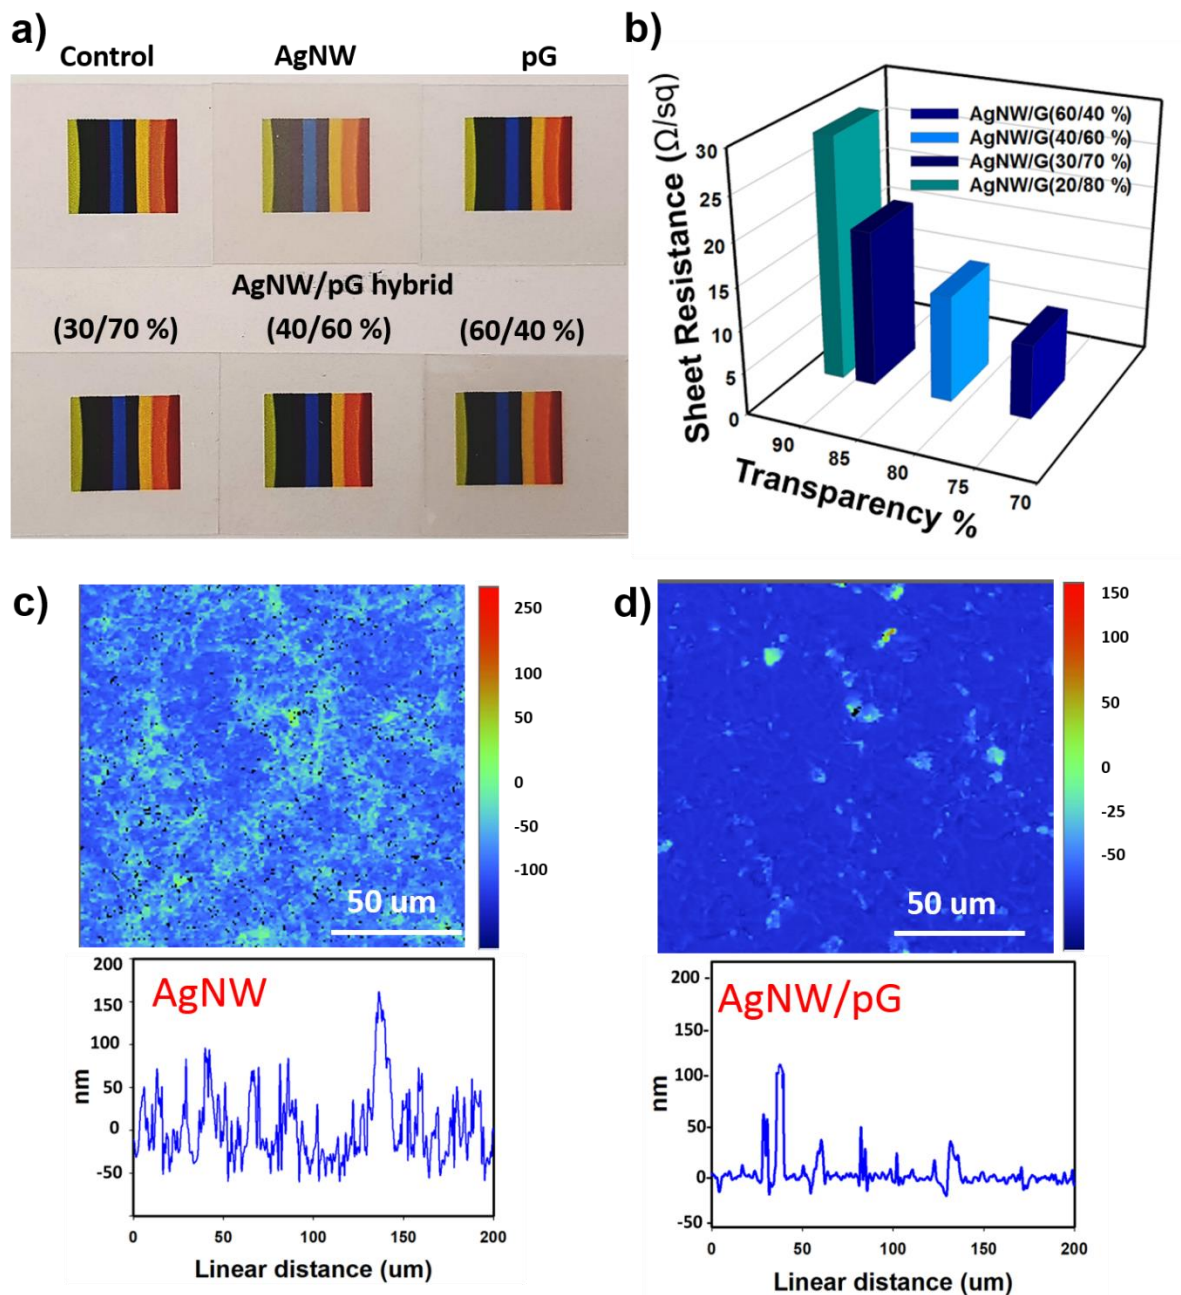 a)
Control AgNW pG
AgNW/pG hybrid
(30/70 %) (40/60 %) (60/40 %)
b)
AgNW/G(60/40 %)
AgNW/G(40/60 %)
AgNW/G(30/70 %)
AgNW/G(20/80 %)
Sheet Resistance (Ω/sq)
30
25
20
15
10
5
0
90 85 80 75 70
Transparency %
c)
250
100
50
0
-50
-100
50 um
AgNW
nm
200
150
100
50
0
-50
0 50 100 150 200
Linear distance (um)
d)
150
100
50
0
-25
-50
50 um
AgNW/pG
nm
200
150-
100-
50-
0-
-50
0 50 100 150 200
Linear distance (um)